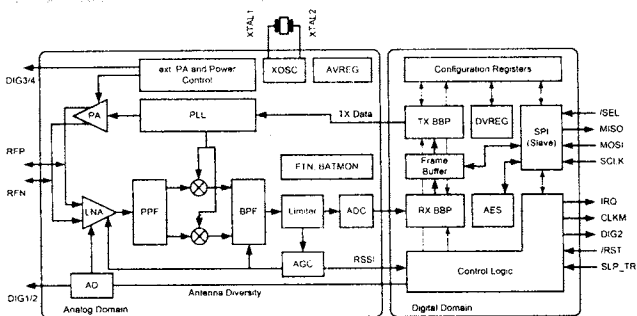 XTAL1
XTAL2
DIG3/4
ext. PA and Power
Control
XOSC
AVREG
Configuration Registers
PA
PLL
TX Data
TX BBP
DVREG
SPI
(Slave)
/SEL
MISO
MOSI
SCLK
RFP
RFN
FTN, BATMON
Frame
Buffer
LNA
PPF
BPF
Limiter
ADC
RX BBP
AES
IRQ
CLKM
DIG2
/RST
SLP_TR
AGC
RSSI
Control Logic
AD
DIG1/2
Antenna Diversity
Analog Domain
Digital Domain